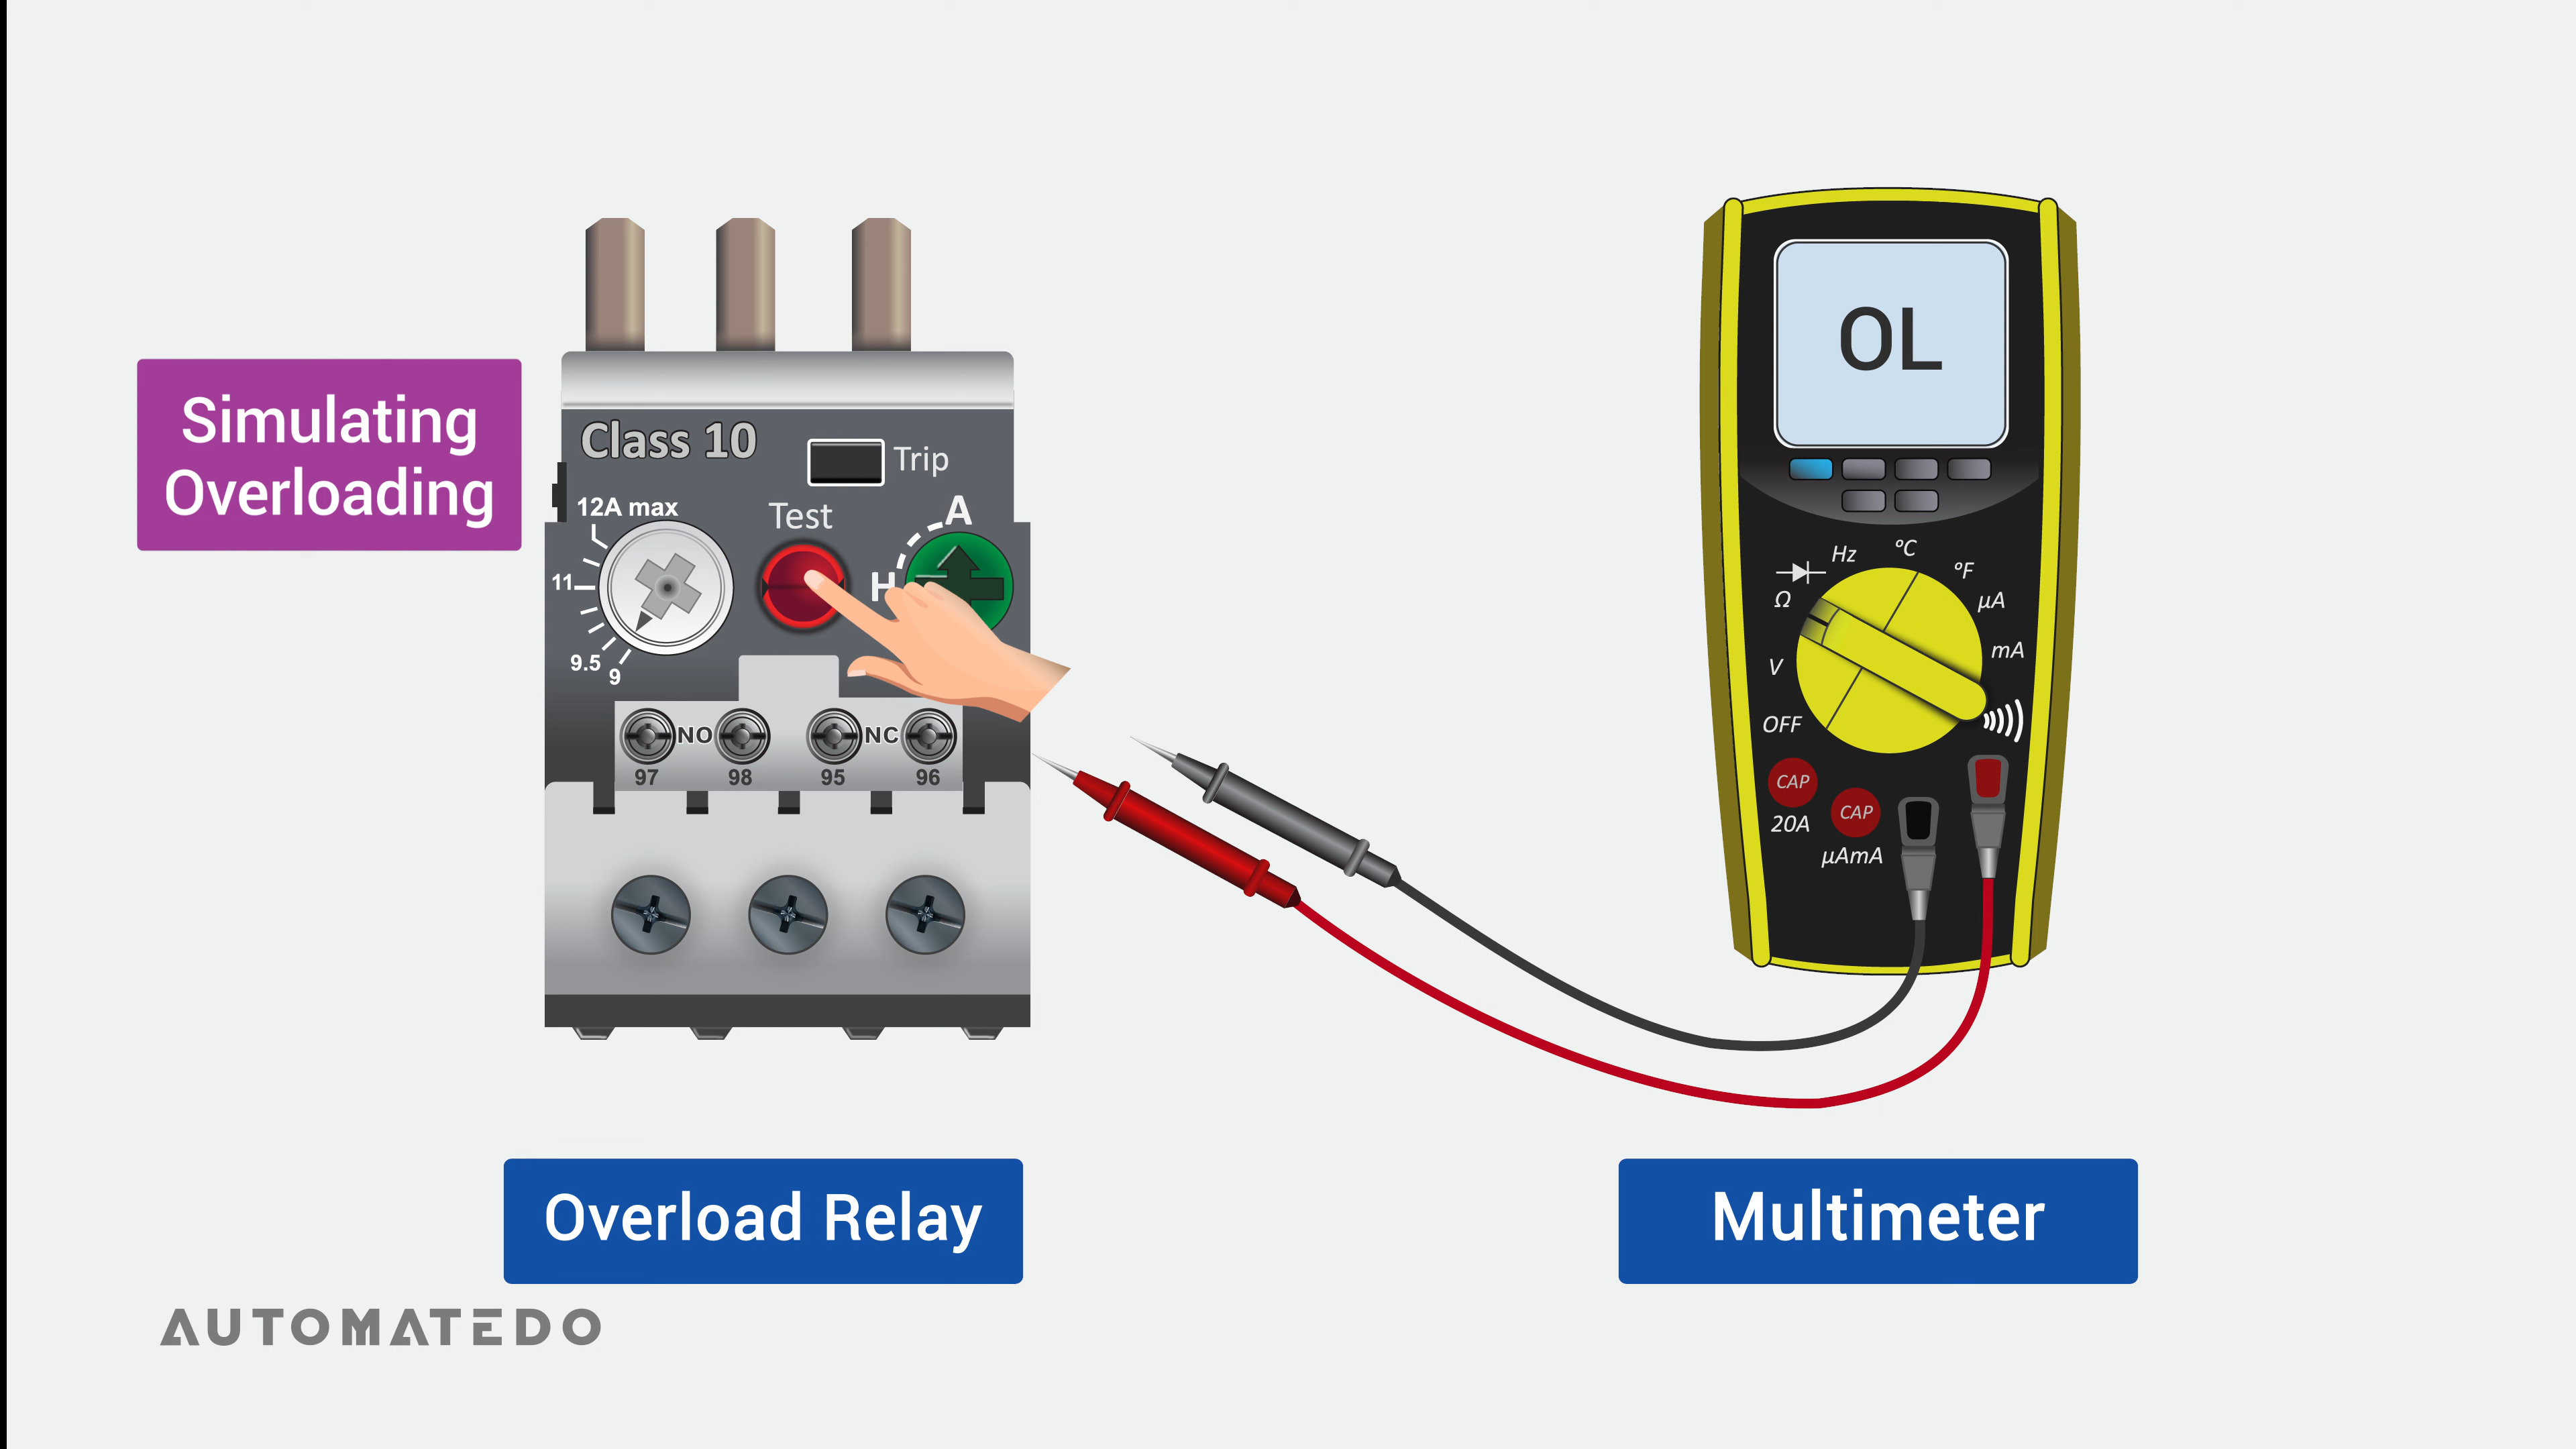 OL
Class 10
Trip
Simulating
Overloading
12A max
Test
A
11
H
9.5
9
NO
NC
97
98
95
96
Hz
°C
°F
Ω
µA
V
mA
OFF
CAP
20A
CAP
µAmA
Overload Relay
Multimeter
AUTOMATEDO